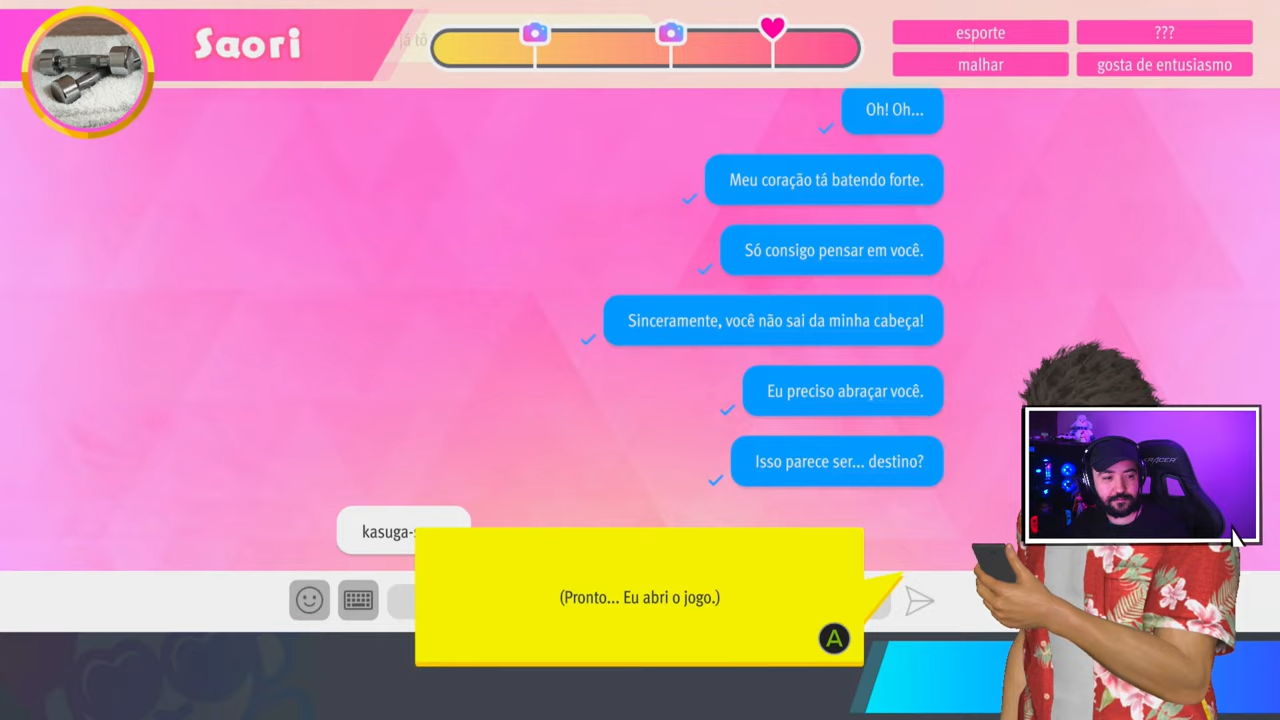 Saori
já tô
esporte
???
malhar
gosta de entusiasmo
Oh! Oh...
Meu coração tá batendo forte.
Só consigo pensar em você.
Sinceramente, você não sai da minha cabeça!
Eu preciso abraçar você.
Isso parece ser... destino?
kasuga-
(Pronto... Eu abri o jogo.)
A